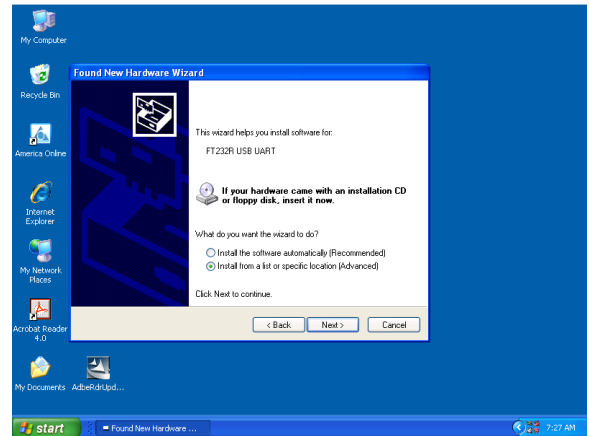 My Computer
Recycle Bin
America Online
Internet
Explorer
My Network
Places
Acrobat Reader
4.0
My Documents
AdbeRdrUpd...
Found New Hardware Wizard
This wizard helps you install software for:
FT232R USB UART
If your hardware came with an installation CD
or floppy disk, insert it now.
What do you want the wizard to do?
Install the software automatically (Recommended)
Install from a list or specific location (Advanced)
Click Next to continue.
< Back
Next >
Cancel
start
Found New Hardware ...
7:27 AM